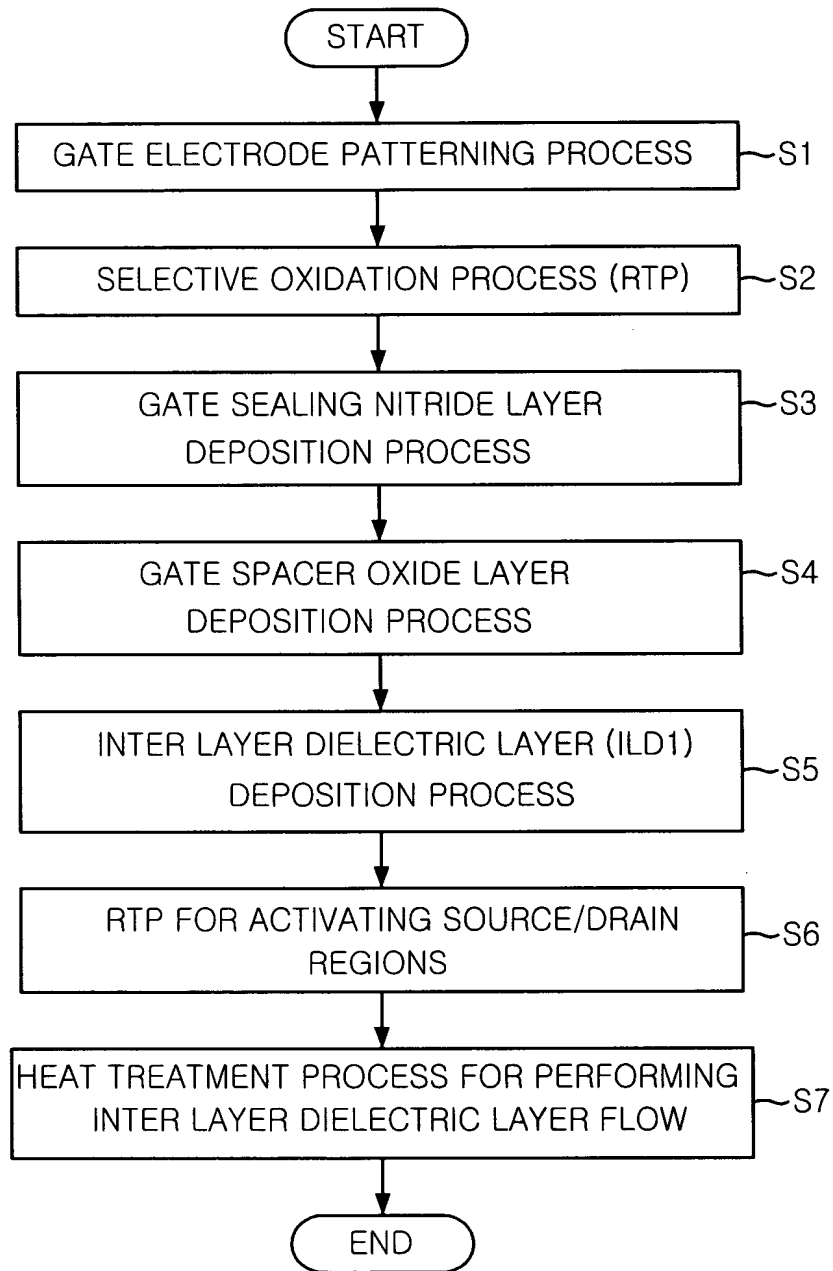 START
GATE ELECTRODE PATTERNING PROCESS
S1
SELECTIVE OXIDATION PROCESS (RTP)
S2
GATE SEALING NITRIDE LAYER
DEPOSITION PROCESS
S3
GATE SPACER OXIDE LAYER
DEPOSITION PROCESS
S4
INTER LAYER DIELECTRIC LAYER (ILD1)
DEPOSITION PROCESS
S5
RTP FOR ACTIVATING SOURCE/DRAIN
REGIONS
S6
HEAT TREATMENT PROCESS FOR PERFORMING
INTER LAYER DIELECTRIC LAYER FLOW
S7
END